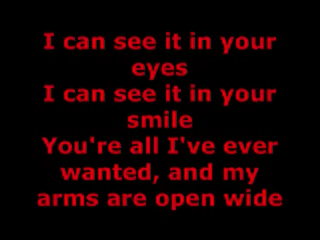 I can see it in your
eyes
I can see it in your
smile
You're all I've ever
wanted, and my
arms are open wide